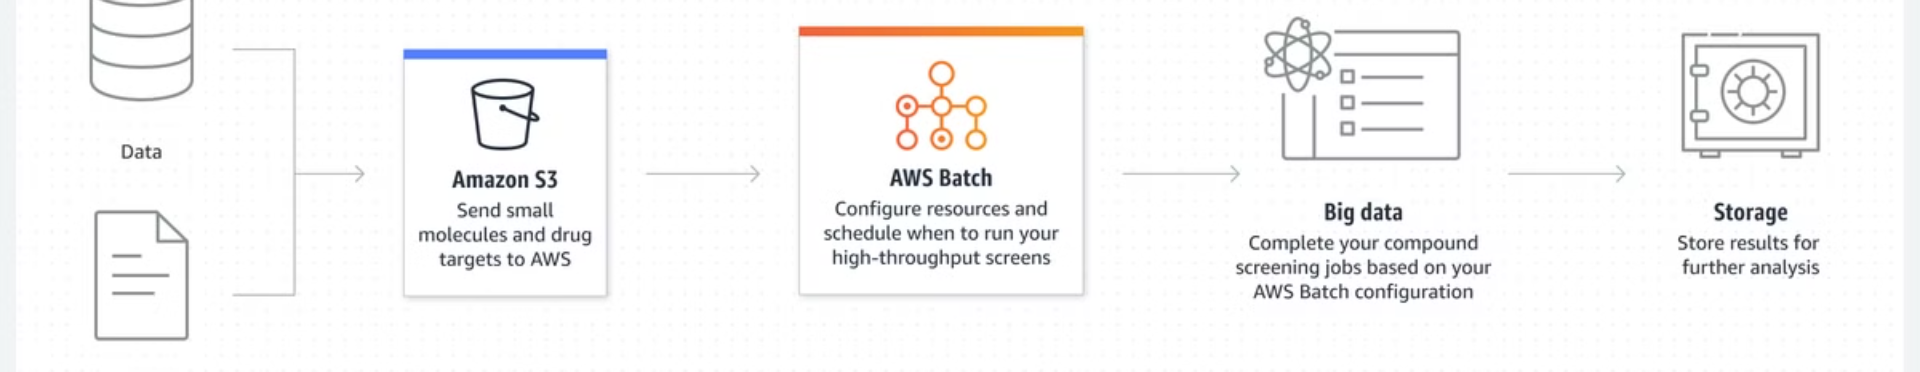 Data
Amazon S3
Send small
molecules and drug
targets to AWS
AWS Batch
Configure resources and
schedule when to run your
high-throughput screens
Big data
Complete your compound
screening jobs based on your
AWS Batch configuration
Storage
Store results for
further analysis